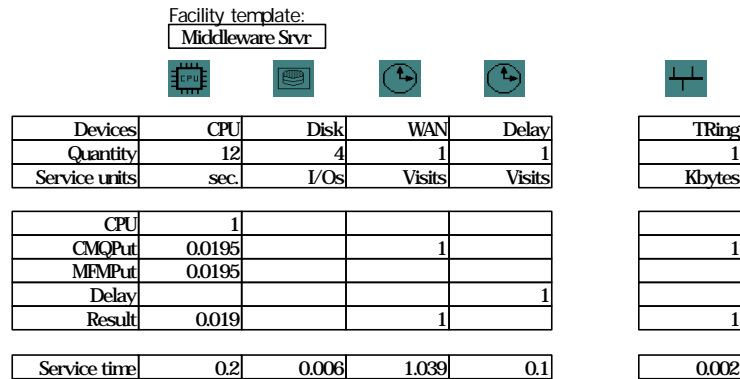 Facility template:
Middleware Srvr
CPU
Devices CPU Disk WAN Delay TRing
Quantity 12 4 1 1 1
Service units sec. I/Os Visits Visits Kbytes
CPU 1
CMQPut 0.0195 1 1
MFMPut 0.0195
Delay 1
Result 0.019 1 1
Service time 0.2 0.006 1.039 0.1 0.002